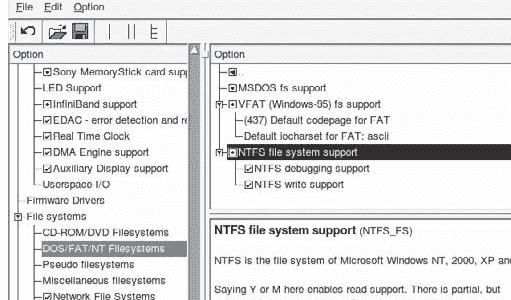 File Edit Option
Option
Sony MemoryStick card supp
LED Support
InfiniBand support
EDAC - error detection and re
Real Time Clock
DMA Engine support
Auxiliary Display support
Userspace I/O
Firmware Drivers
File systems
CD-ROM/DVD Filesystems
DOS/FAT/NT Filesystems
Pseudo filesystems
Miscellaneous filesystems
Network File Systems
Option
..
MSDOS fs support
VFAT (Windows-95) fs support
(437) Default codepage for FAT
Default iocharset for FAT: ascii
NTFS file system support
NTFS debugging support
NTFS write support
NTFS file system support (NTFS_FS)
NTFS is the file system of Microsoft Windows NT, 2000, XP and
Saying Y or M here enables read support. There is partial, but